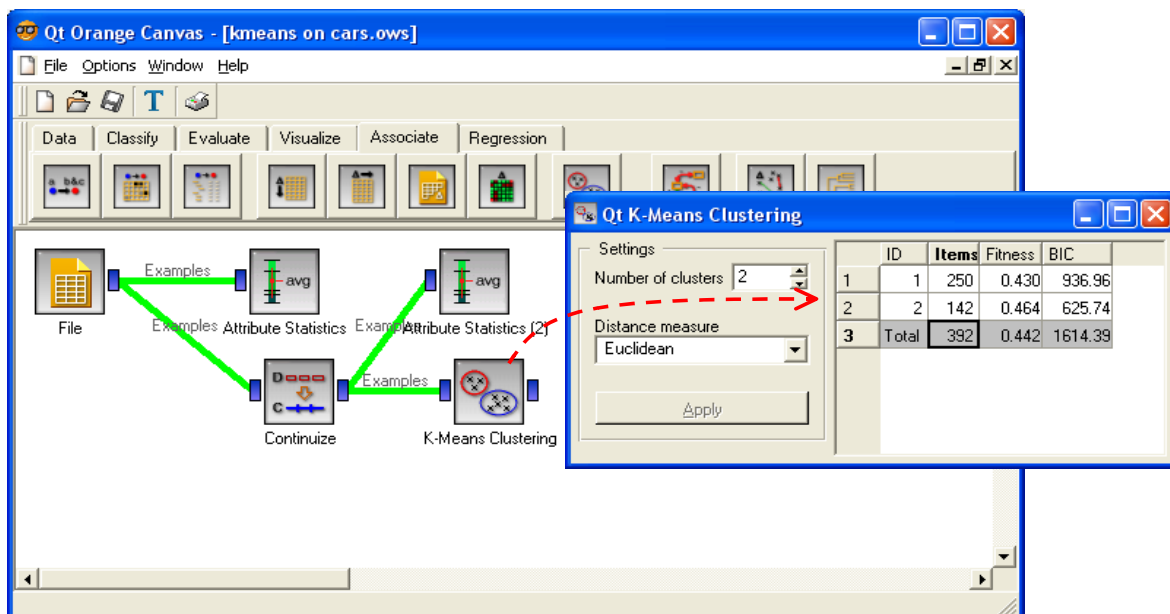 Qt Orange Canvas - [kmeans on cars.ows]
File Options Window Help
T
Data Classify Evaluate Visualize Associate Regression
a b&c
Qt K-Means Clustering
Settings
Number of clusters 2
Distance measure
Euclidean
Apply
ID Items Fitness BIC
1 1 250 0.430 936.96
2 2 142 0.464 625.74
3 Total 392 0.442 1614.39
Examples
avg
avg
File
Examples
Attribute Statistics
Examples
Attribute Statistics (2)
D
C
Examples
Continuize
K-Means Clustering